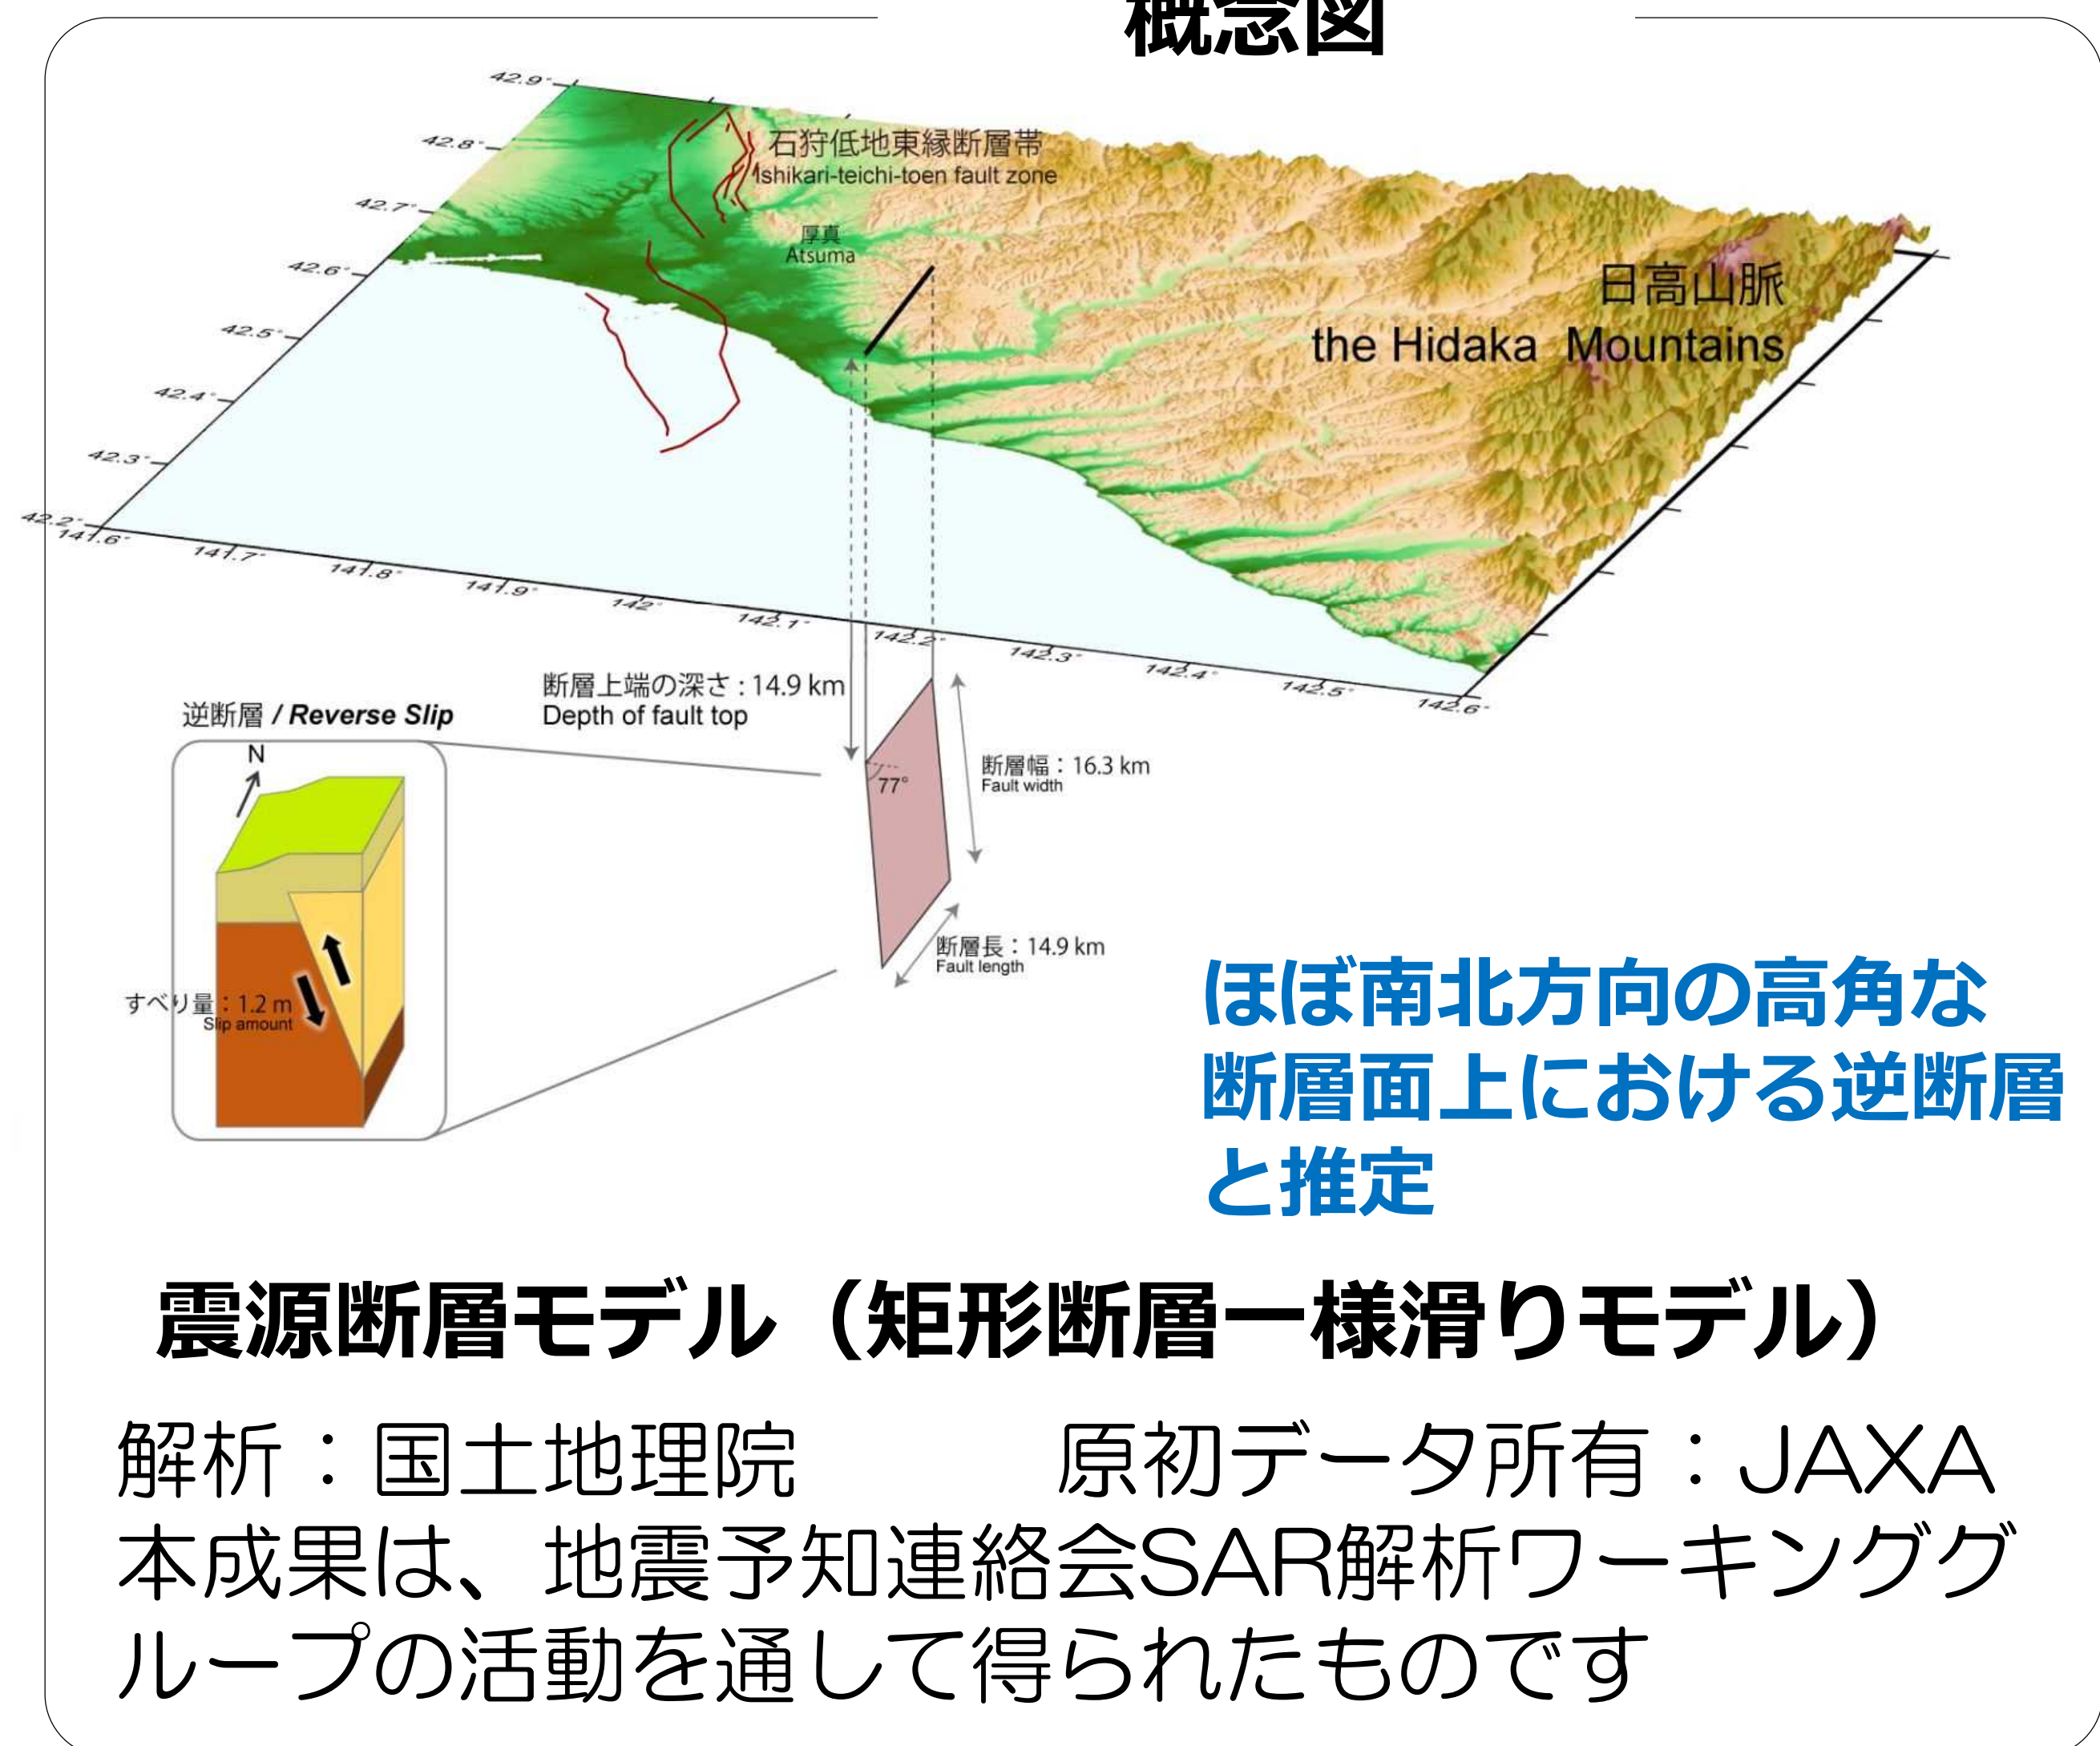 概念図
42.9°
石狩低地東縁断層帯
42.8°
Ishikari-teichi-toen fault zone
42.7°
厚真
Atsuma
42.6°
日高山脈
the Hidaka Mountains
42.5°
42.4°
42.3°
42.2°
141.6°
141.7°
141.8°
141.9°
142°
142.1°
142.2°
142.3°
142.4°
142.5°
142.6°
断層上端の深さ : 14.9 km
Depth of fault top
逆断層 / Reverse Slip
N
77°
断層幅：16.3 km
Fault width
断層長：14.9 km
Fault length
すべり量：1.2 m
Slip amount
ほぼ南北方向の高角な
断層面上における逆断層
と推定
震源断層モデル（矩形断層一様滑りモデル）
解析：国土地理院 原初データ所有：JAXA
本成果は、地震予知連絡会SAR解析ワーキンググ
ループの活動を通して得られたものです